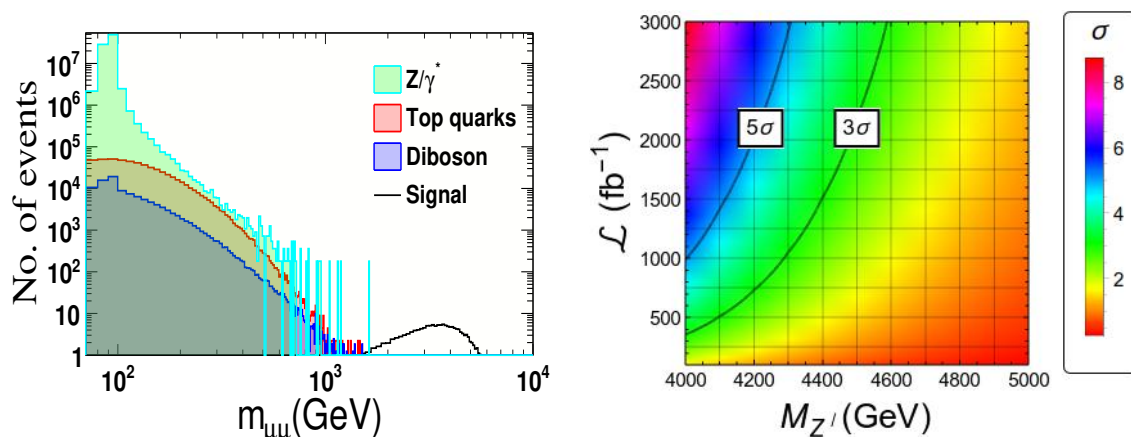 No. of events
10⁷
10⁶
10⁵
10⁴
10³
10²
10
1
Z/γ*
Top quarks
Diboson
Signal
10² 10³ 10⁴
m_μμ(GeV)
ℒ (fb⁻¹)
3000
2500
2000
1500
1000
500
5σ 3σ
4000 4200 4400 4600 4800 5000
M_Z′ (GeV)
σ
8
6
4
2